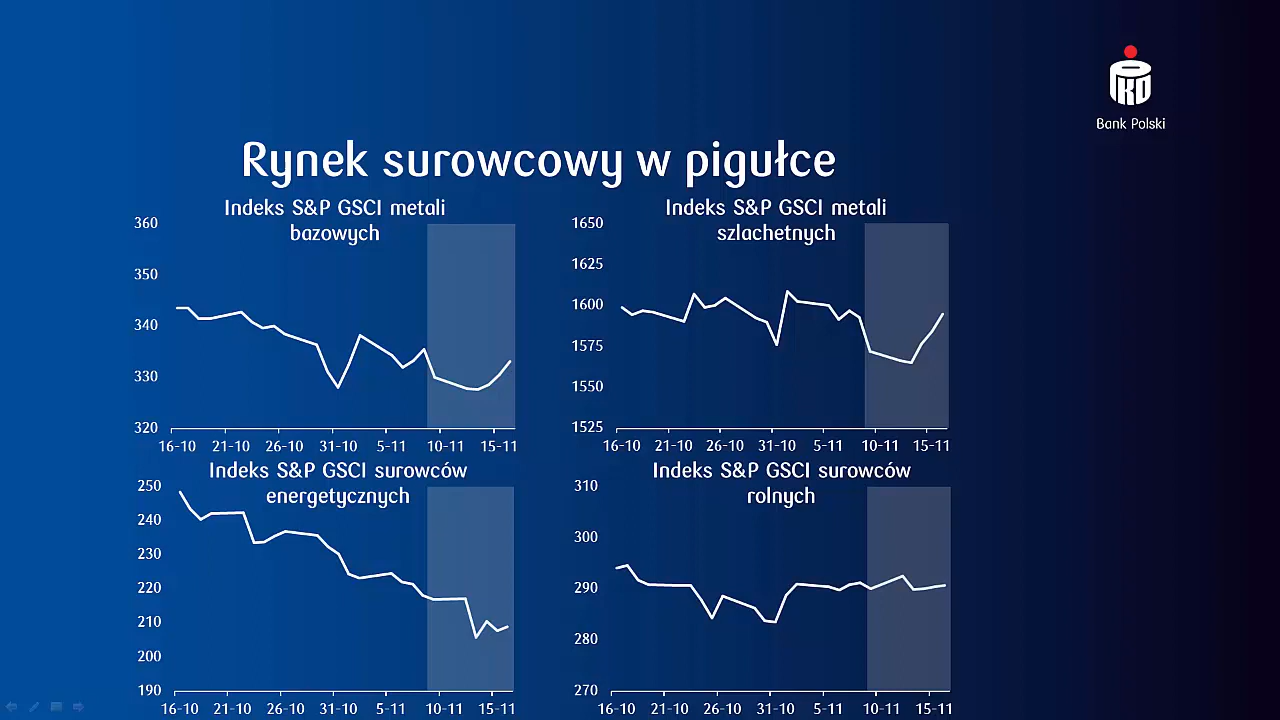 PKO
Bank Polski
Rynek surowcowy w pigułce
Indeks S&P GSCI metali
bazowych
360
350
340
330
320
16-10 21-10 26-10 31-10 5-11 10-11 15-11
Indeks S&P GSCI metali
szlachetnych
1650
1625
1600
1575
1550
1525
16-10 21-10 26-10 31-10 5-11 10-11 15-11
Indeks S&P GSCI surowców
energetycznych
250
240
230
220
210
200
190
16-10 21-10 26-10 31-10 5-11 10-11 15-11
Indeks S&P GSCI surowców
rolnych
310
300
290
280
270
16-10 21-10 26-10 31-10 5-11 10-11 15-11